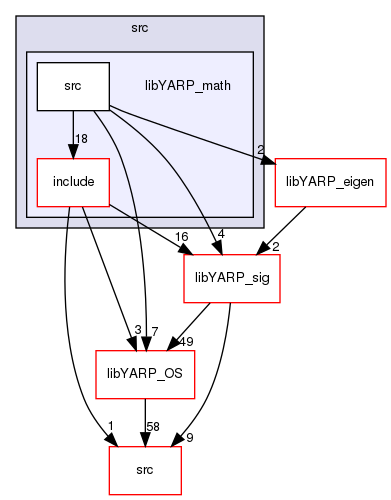 src
src
libYARP_math
18
2
include
libYARP_eigen
16
4
2
libYARP_sig
3
7
49
libYARP_OS
1
58
9
src